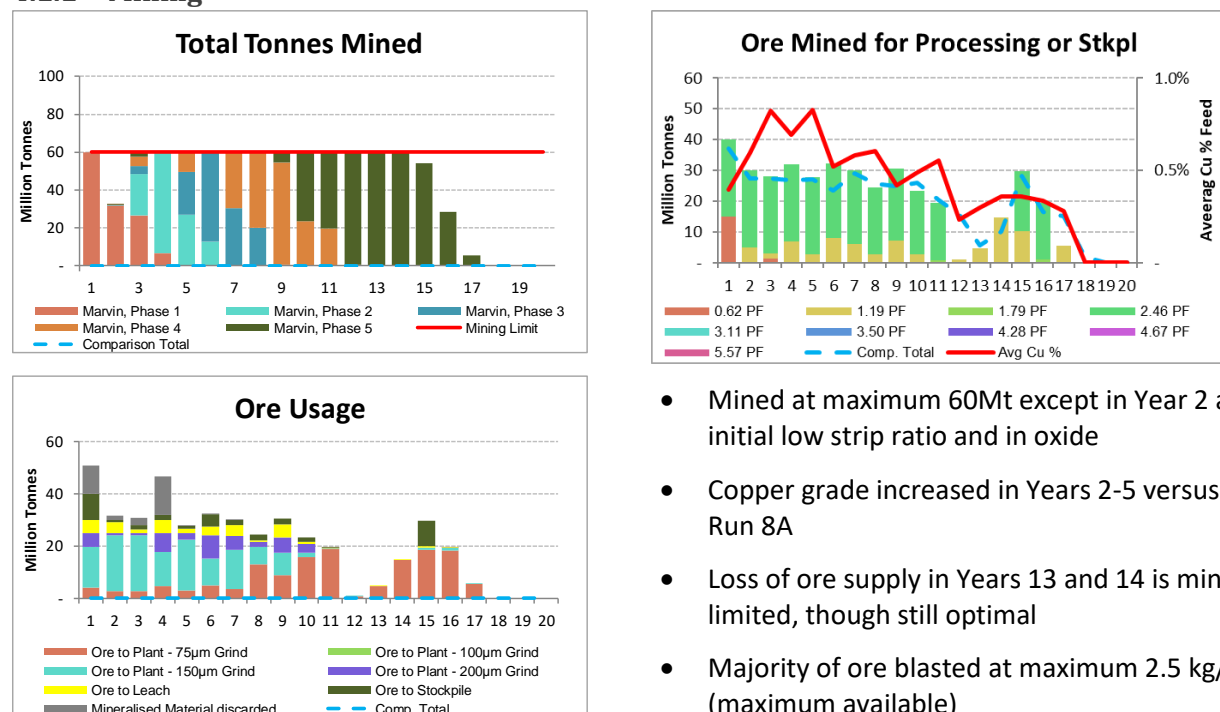 Total Tonnes Mined
Million Tonnes
100
80
60
40
20
-
1 3 5 7 9 11 13 15 17 19
Marvin, Phase 1 Marvin, Phase 2 Marvin, Phase 3
Marvin, Phase 4 Marvin, Phase 5 Mining Limit
Comparison Total
Ore Mined for Processing or Stkpl
Million Tonnes
60
50
40
30
20
10
-
1.0%
0.5%
-
Aveerag Cu % Feed
1 2 3 4 5 6 7 8 9 10 11 12 13 14 15 16 17 18 19 20
0.62 PF 1.19 PF 1.79 PF 2.46 PF
3.11 PF 3.50 PF 4.28 PF 4.67 PF
5.57 PF Comp. Total Avg Cu %
Ore Usage
Million Tonnes
60
40
20
-
1 2 3 4 5 6 7 8 9 10 11 12 13 14 15 16 17 18 19 20
Ore to Plant - 75µm Grind Ore to Plant - 100µm Grind
Ore to Plant - 150µm Grind Ore to Plant - 200µm Grind
Ore to Leach Ore to Stockpile
Mineralised Material discarded Comp. Total
• Mined at maximum 60Mt except in Year 2 a
initial low strip ratio and in oxide
• Copper grade increased in Years 2-5 versus
Run 8A
• Loss of ore supply in Years 13 and 14 is min
limited, though still optimal
• Majority of ore blasted at maximum 2.5 kg/
(maximum available)